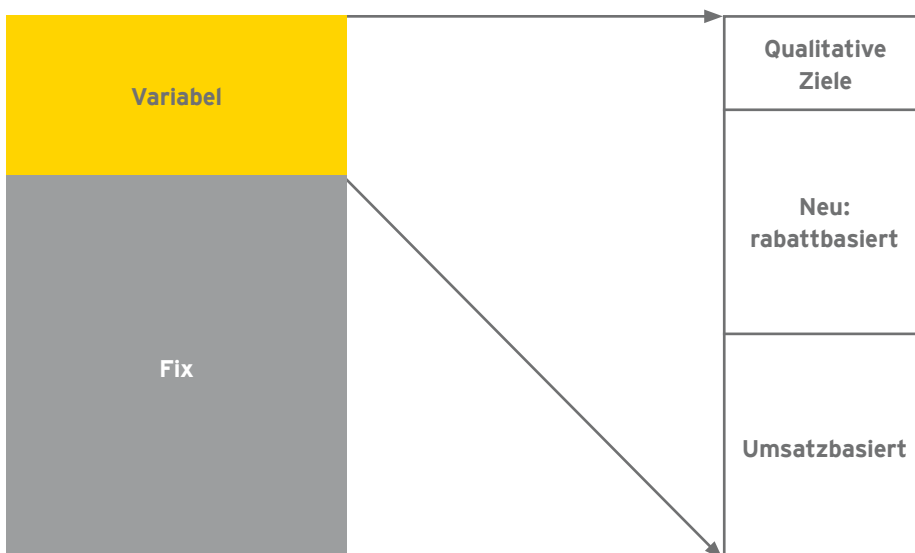 Variabel
Fix
Qualitative
Ziele
Neu:
rabattbasiert
Umsatzbasiert